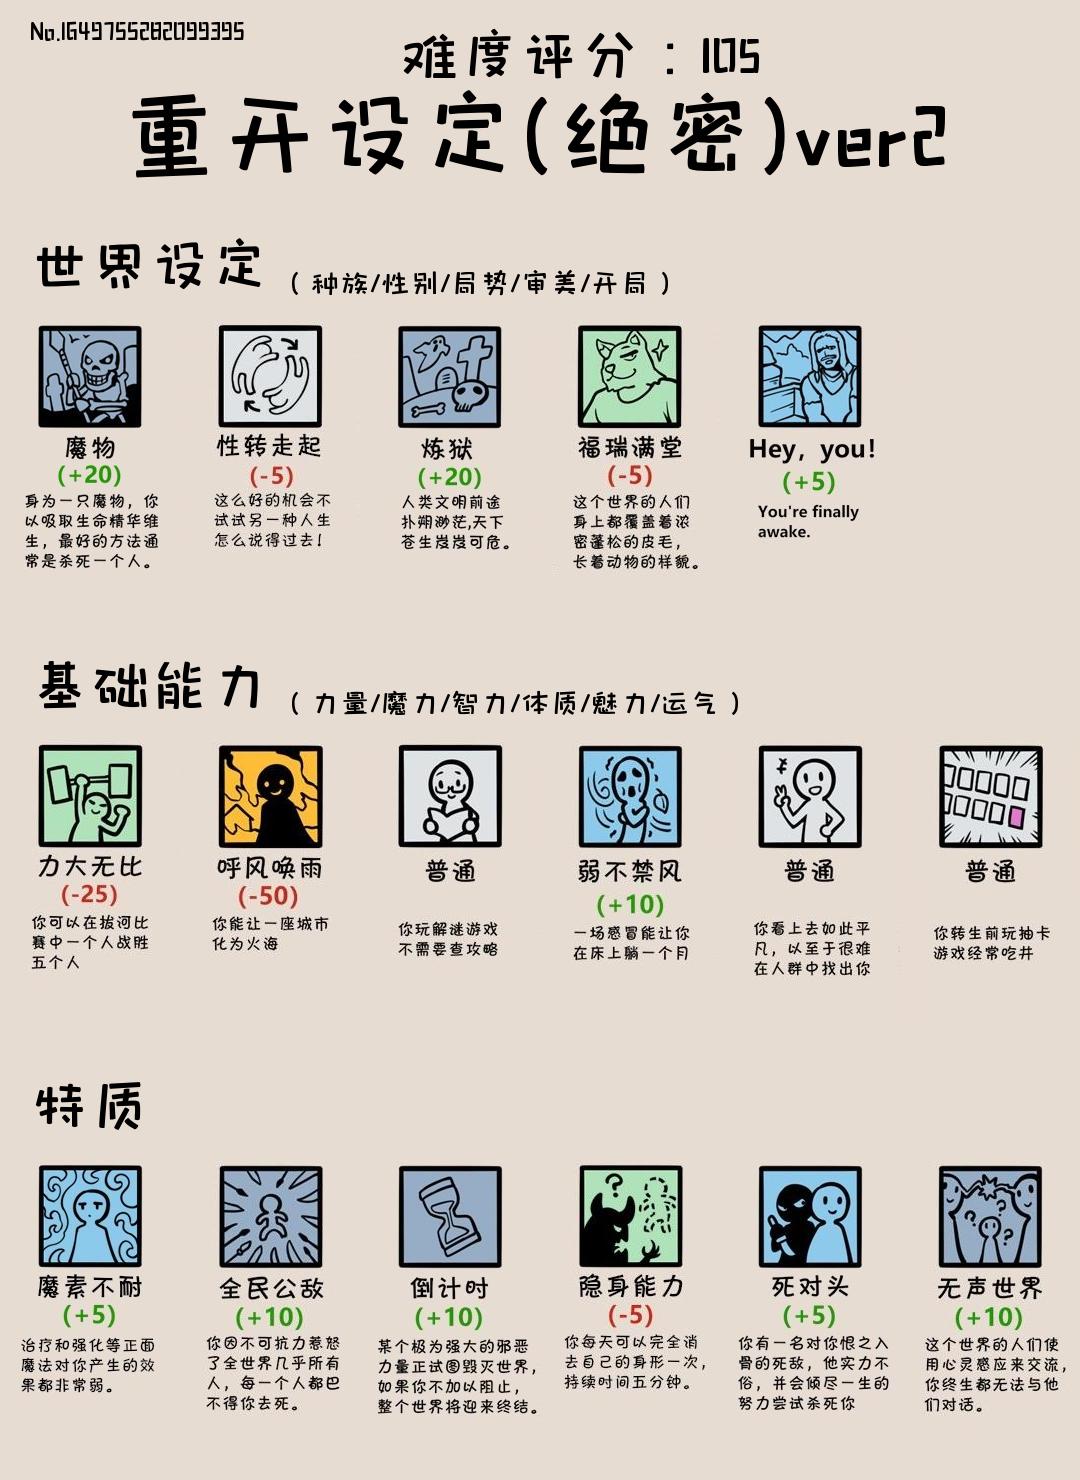 No.1649755282099395
难度评分：105
重开设定(绝密)ver2
世界设定（种族/性别/局势/审美/开局）
魔物
(+20)
身为一只魔物，你
以吸取生命精华维
生，最好的方法通
常是杀死一个人。
性转走起
(-5)
这么好的机会不
试试另一种人生
怎么说得过去！
炼狱
(+20)
人类文明前途
扑朔渺茫,天下
苍生岌岌可危。
福瑞满堂
(-5)
这个世界的人们
身上都覆盖着浓
密蓬松的皮毛，
长着动物的样貌。
Hey, you!
(+5)
You're finally
awake.
基础能力（力量/魔力/智力/体质/魅力/运气）
力大无比
(-25)
你可以在拔河比
赛中一个人战胜
五个人
呼风唤雨
(-50)
你能让一座城市
化为火海
普通
你玩解谜游戏
不需要查攻略
弱不禁风
(+10)
一场感冒能让你
在床上躺一个月
普通
你看上去如此平
凡，以至于很难
在人群中找出你
普通
你转生前玩抽卡
游戏经常吃井
特质
魔素不耐
(+5)
治疗和强化等正面
魔法对你产生的效
果都非常弱。
全民公敌
(+10)
你因不可抗力惹怒
了全世界几乎所有
人，每一个人都巴
不得你去死。
倒计时
(+10)
某个极为强大的邪恶
力量正试图毁灭世界，
如果你不加以阻止，
整个世界将迎来终结。
隐身能力
(-5)
你每天可以完全消
去自己的身形一次，
持续时间五分钟。
死对头
(+5)
你有一名对你恨之入
骨的死敌，他实力不
俗，并会倾尽一生的
努力尝试杀死你
无声世界
(+10)
这个世界的人们使
用心灵感应来交流，
你终生都无法与他
们对话。